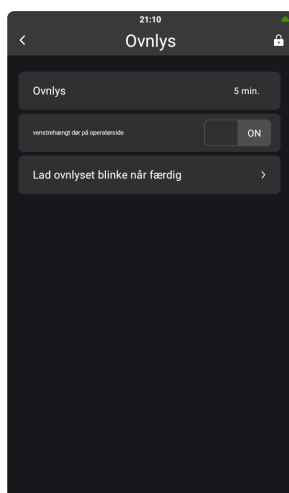 21:10
Ovnlys
Ovnlys 5 min.
venstrehængt dør på operatørside ON
Lad ovnlyset blinke når færdig